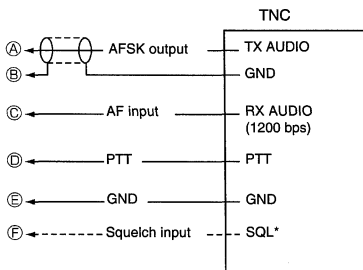 TNC
Ⓐ AFSK output TX AUDIO
Ⓑ GND
Ⓒ AF input RX AUDIO
(1200 bps)
Ⓓ PTT PTT
Ⓔ GND GND
Ⓕ Squelch input SQL*